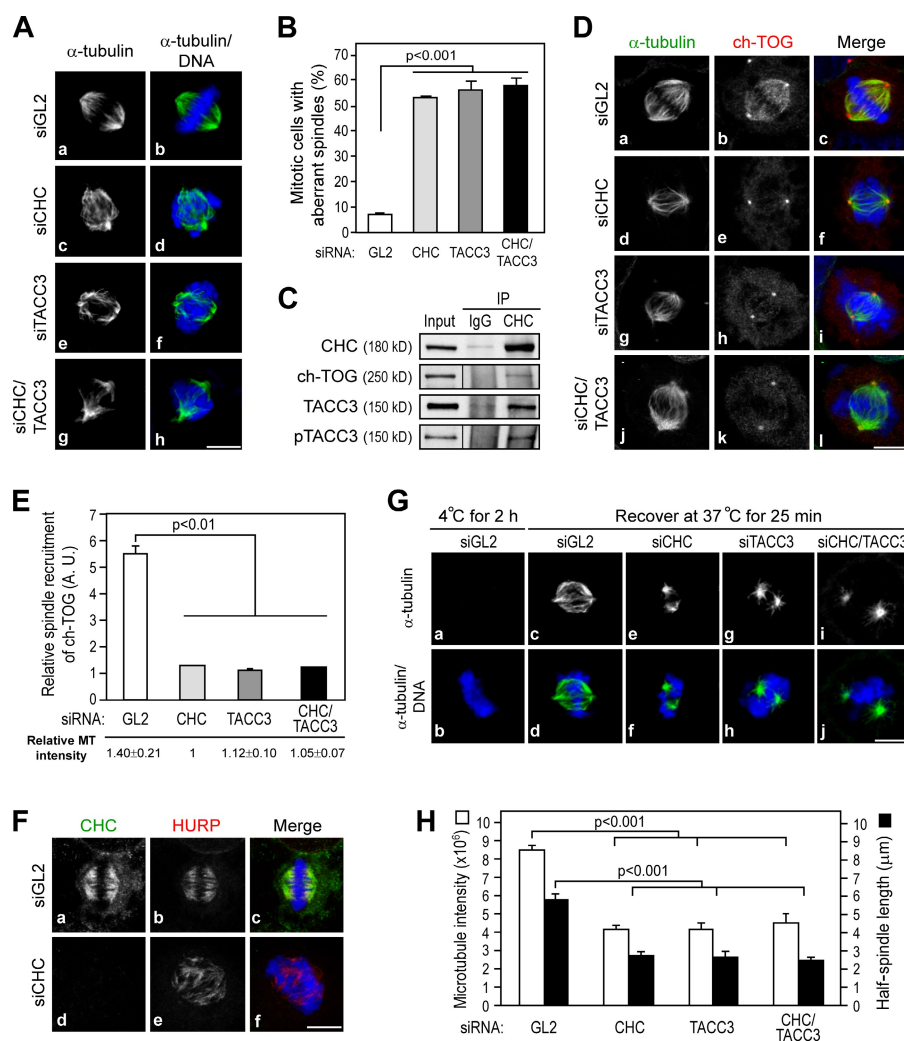 A
α-tubulin
α-tubulin/
DNA
siGL2
a
b
siCHC
c
d
siTACC3
e
f
siCHC/
TACC3
g
h
B
Mitotic cells with
aberrant spindles (%)
80
70
60
50
40
30
20
10
0
p<0.001
siRNA:
GL2
CHC
TACC3
CHC/
TACC3
C
IP
Input
IgG
CHC
CHC (180 kD)
ch-TOG (250 kD)
TACC3 (150 kD)
pTACC3 (150 kD)
D
α-tubulin
ch-TOG
Merge
siGL2
a
b
c
siCHC
d
e
f
siTACC3
g
h
i
siCHC/
TACC3
j
k
l
E
Relative spindle recruitment
of ch-TOG (A. U.)
7
6
5
4
3
2
1
0
p<0.01
siRNA:
GL2
CHC
TACC3
CHC/
TACC3
Relative MT
intensity
1.40±0.21
1
1.12±0.10
1.05±0.07
F
CHC
HURP
Merge
siGL2
a
b
c
siCHC
d
e
f
G
4°C for 2 h
Recover at 37 °C for 25 min
siGL2
siGL2
siCHC
siTACC3
siCHC/TACC3
α-tubulin
a
c
e
g
i
α-tubulin/
DNA
b
d
f
h
j
H
Microtubule intensity (x10⁶)
10
9
8
7
6
5
4
3
2
1
0
p<0.001
p<0.001
10
9
8
7
6
5
4
3
2
1
0
Half-spindle length (μm)
siRNA:
GL2
CHC
TACC3
CHC/
TACC3